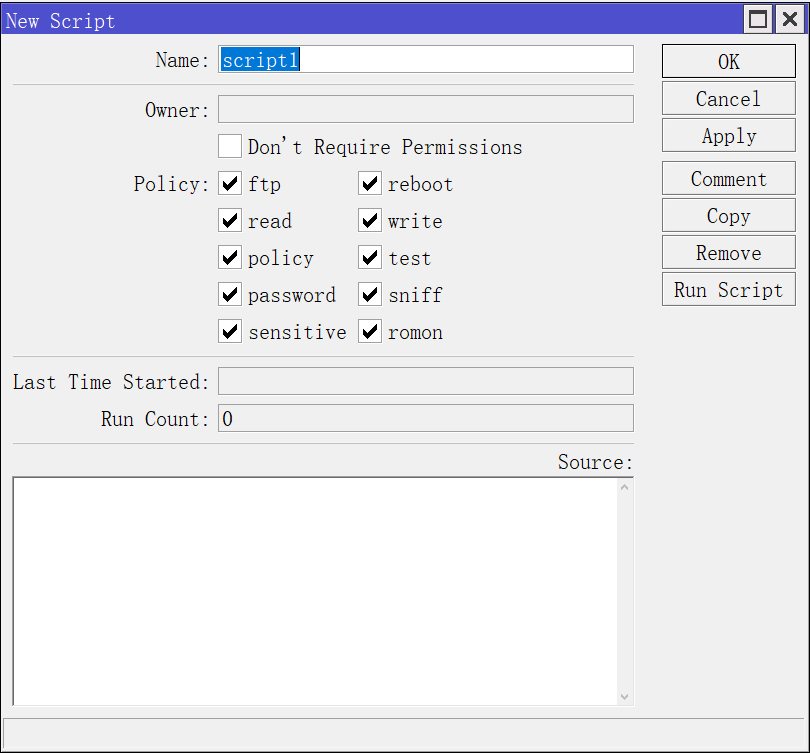 New Script
Name: script1
Owner:
Don't Require Permissions
Policy: ftp reboot
read write
policy test
password sniff
sensitive romon
Last Time Started:
Run Count: 0
Source:
OK
Cancel
Apply
Comment
Copy
Remove
Run Script